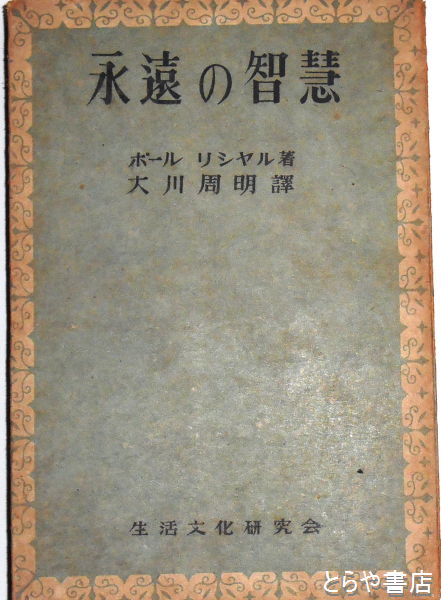 永遠の智慧
ポール リシヤル著
大川周明譯
生活文化研究会
とらや書店